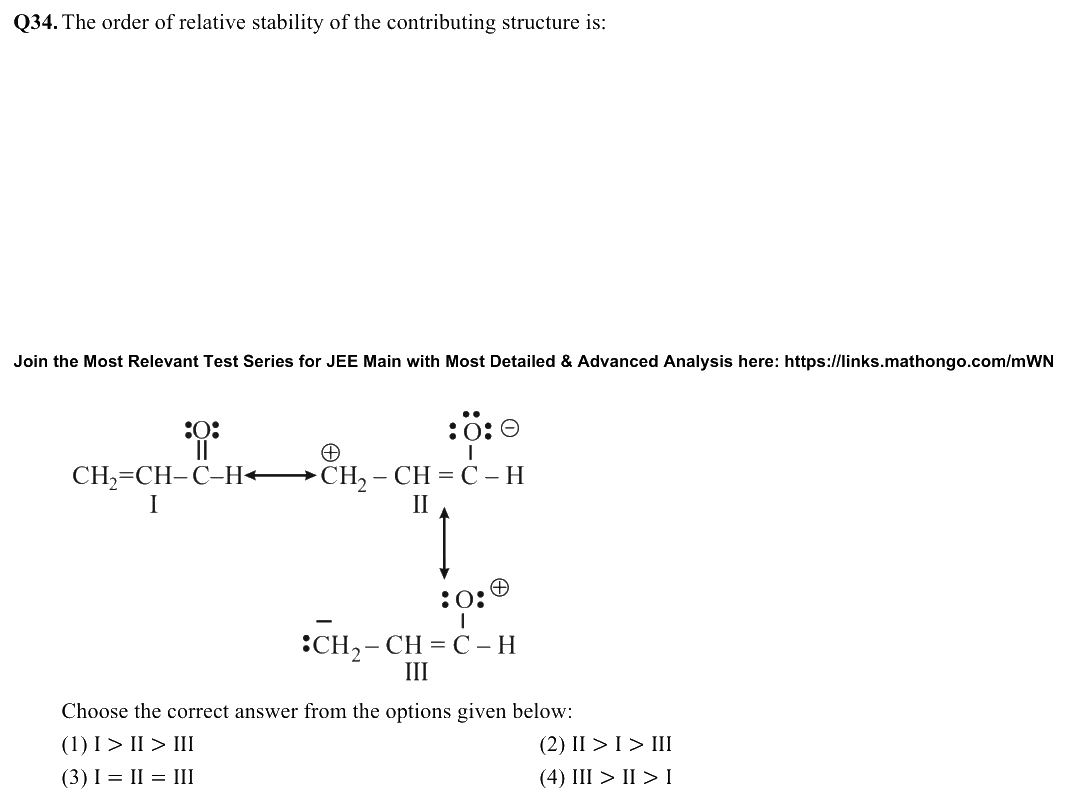 Q34. The order of relative stability of the contributing structure is:
Join the Most Relevant Test Series for JEE Main with Most Detailed & Advanced Analysis here: https://links.mathongo.com/mWN
:O:
||
CH₂=CH–C–H ⟷
I
:Ö: ⊖
|
⊕
CH₂ – CH = C – H
II
:O: ⊕
|
–
:CH₂ – CH = C – H
III
Choose the correct answer from the options given below:
(1) I > II > III (2) II > I > III
(3) I = II = III (4) III > II > I